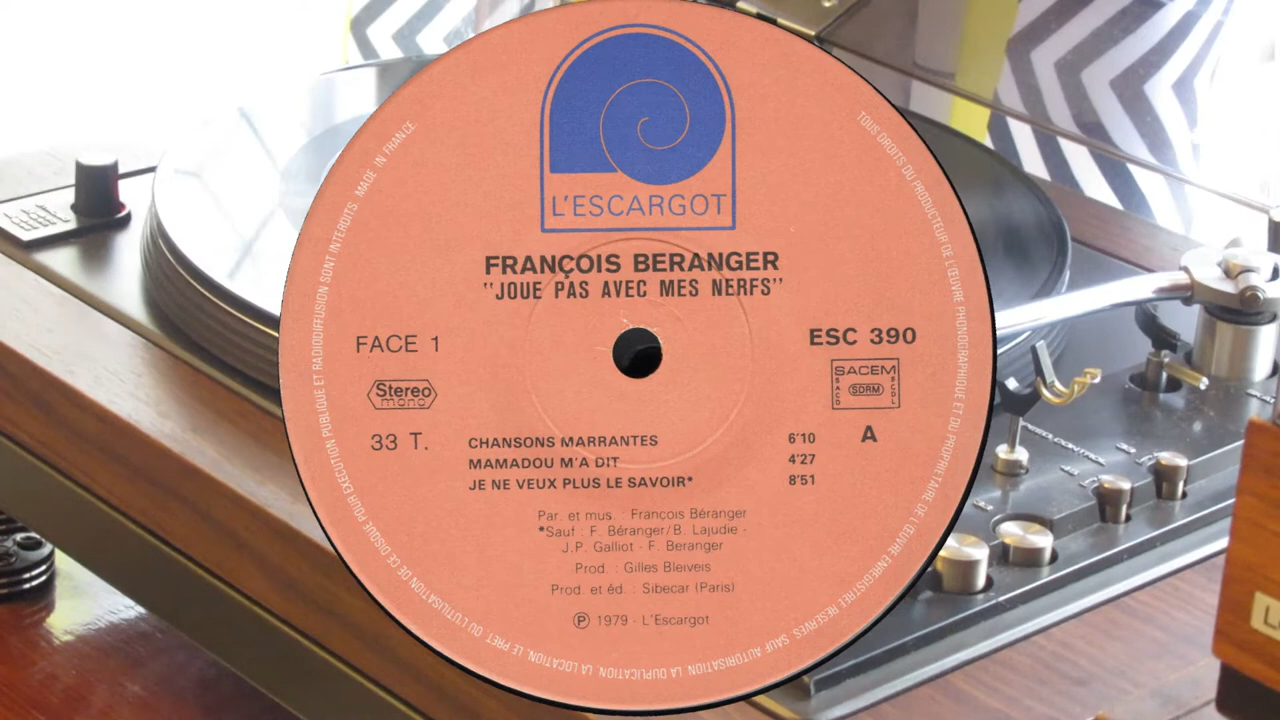 L'ESCARGOT
FRANÇOIS BERANGER
"JOUE PAS AVEC MES NERFS"
FACE 1
ESC 390
Stereo
mono
SACEM
SACD
SDRM
SCDL
33 T.
A
CHANSONS MARRANTES 6'10
MAMADOU M'A DIT 4'27
JE NE VEUX PLUS LE SAVOIR* 8'51
Par. et mus. : François Béranger
*Sauf : F. Béranger/B. Lajudie -
J.P. Galliot - F. Beranger
Prod. : Gilles Bleiveis
Prod. et éd. : Sibecar (Paris)
℗ 1979 - L'Escargot
TOUS DROITS DU PRODUCTEUR DE L'ŒUVRE PHONOGRAPHIQUE ET DU PROPRIETAIRE DE L'ŒUVRE ENREGISTREE RESERVES. SAUF AUTORISATION, LA DUPLICATION, LA LOCATION, LE PRET, OU L'UTILISATION DE CE DISQUE POUR EXECUTION PUBLIQUE ET RADIODIFFUSION SONT INTERDITS. MADE IN FRANCE.